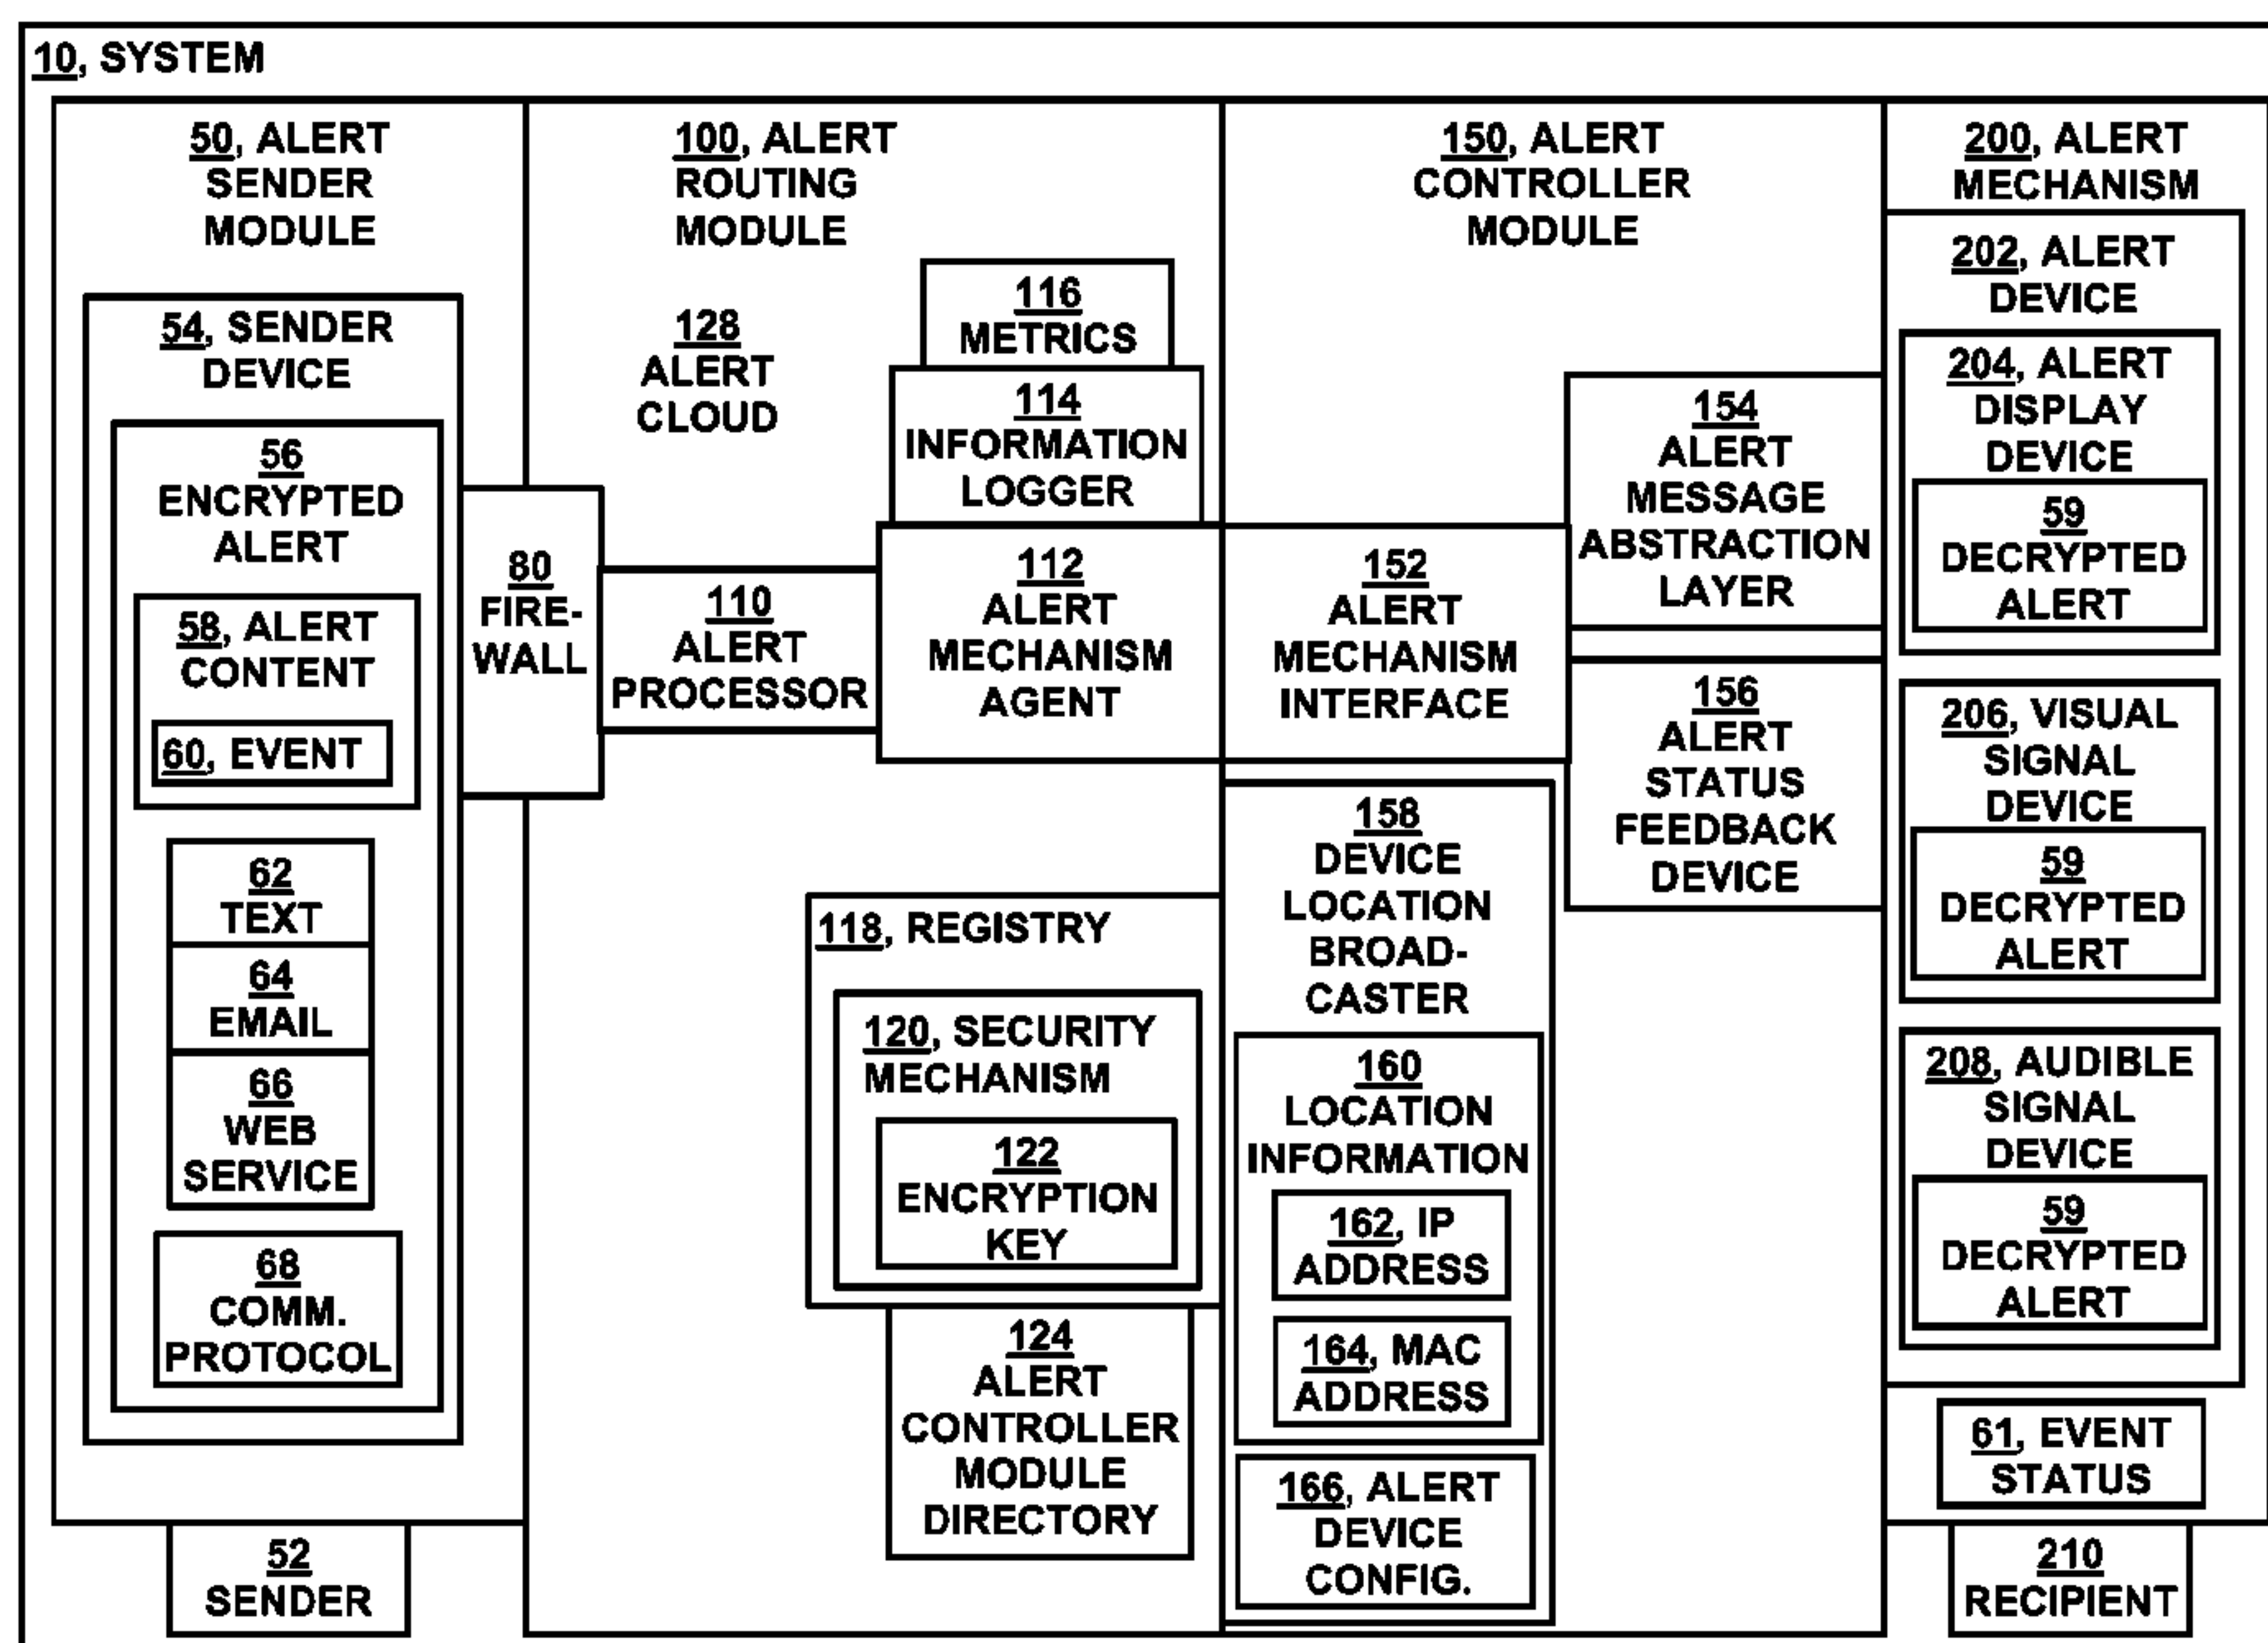 10, SYSTEM
50, ALERT
SENDER
MODULE
54, SENDER
DEVICE
56
ENCRYPTED
ALERT
58, ALERT
CONTENT
60, EVENT
62
TEXT
64
EMAIL
66
WEB
SERVICE
68
COMM.
PROTOCOL
52
SENDER
80
FIRE-
WALL
100, ALERT
ROUTING
MODULE
128
ALERT
CLOUD
116
METRICS
114
INFORMATION
LOGGER
110
ALERT
PROCESSOR
112
ALERT
MECHANISM
AGENT
118, REGISTRY
120, SECURITY
MECHANISM
122
ENCRYPTION
KEY
124
ALERT
CONTROLLER
MODULE
DIRECTORY
150, ALERT
CONTROLLER
MODULE
152
ALERT
MECHANISM
INTERFACE
154
ALERT
MESSAGE
ABSTRACTION
LAYER
156
ALERT
STATUS
FEEDBACK
DEVICE
158
DEVICE
LOCATION
BROAD-
CASTER
160
LOCATION
INFORMATION
162, IP
ADDRESS
164, MAC
ADDRESS
166, ALERT
DEVICE
CONFIG.
200, ALERT
MECHANISM
202, ALERT
DEVICE
204, ALERT
DISPLAY
DEVICE
59
DECRYPTED
ALERT
206, VISUAL
SIGNAL
DEVICE
59
DECRYPTED
ALERT
208, AUDIBLE
SIGNAL
DEVICE
59
DECRYPTED
ALERT
61, EVENT
STATUS
210
RECIPIENT